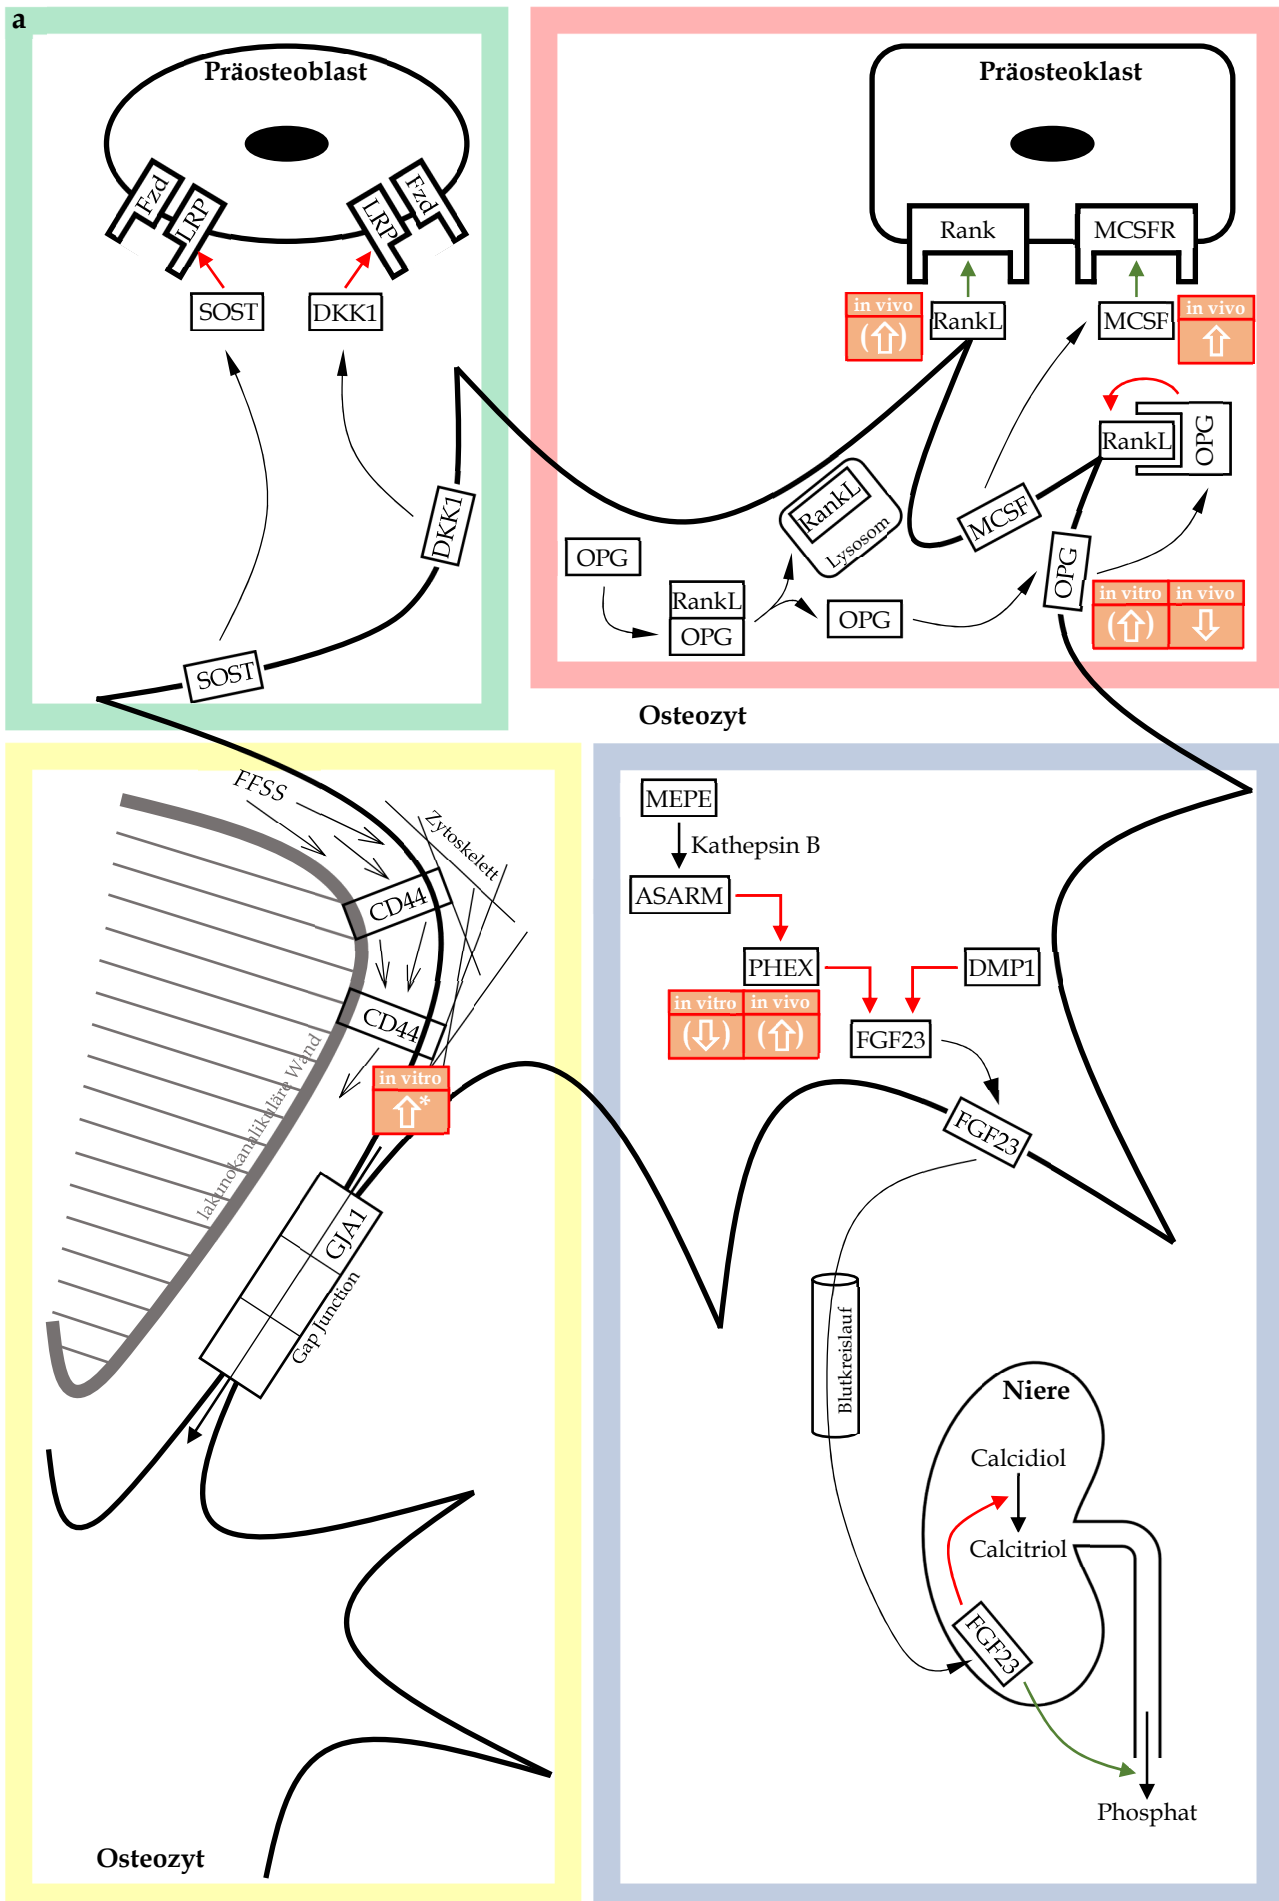 a
Präosteoblast
Fzd
LRP
LRP
Fzd
SOST
DKK1
DKK1
SOST
Präosteoklast
Rank
MCSFR
in vivo
(⇧)
RankL
MCSF
in vivo
⇧
RankL
OPG
RankL
Lysosom
MCSF
OPG
OPG
RankL
OPG
OPG
in vitro
in vivo
(⇧)
⇩
Osteozyt
FFSS
Zytoskelett
CD44
CD44
lakunokanalikuläre Wand
in vitro
⇧*
GJA1
Gap Junction
Osteozyt
MEPE
Kathepsin B
ASARM
PHEX
DMP1
in vitro
in vivo
(⇩)
(⇧)
FGF23
FGF23
Blutkreislauf
Niere
Calcidiol
Calcitriol
FGF23
Phosphat